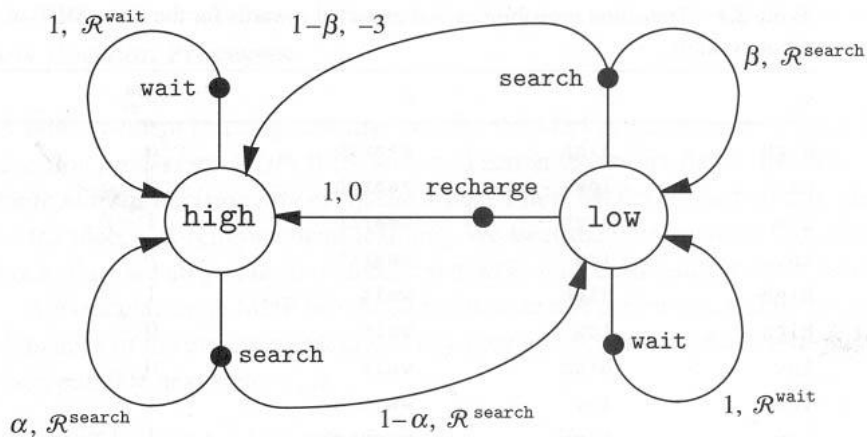 1, ℛ^wait
1–β, –3
wait
search
β, ℛ^search
1, 0
recharge
high
low
search
wait
α, ℛ^search
1–α, ℛ^search
1, ℛ^wait